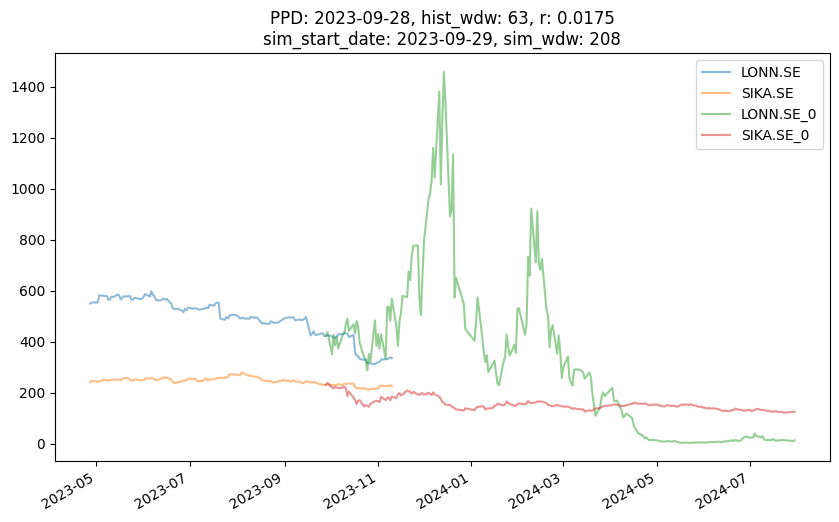 PPD: 2023-09-28, hist_wdw: 63, r: 0.0175
sim_start_date: 2023-09-29, sim_wdw: 208
LONN.SE
SIKA.SE
LONN.SE_0
SIKA.SE_0
1400
1200
1000
800
600
400
200
0
2023-05
2023-07
2023-09
2023-11
2024-01
2024-03
2024-05
2024-07